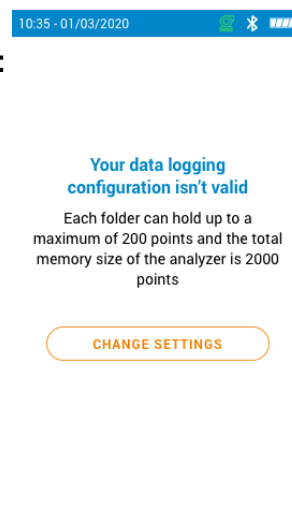 10:35 - 01/03/2020
:
Your data logging
configuration isn't valid
Each folder can hold up to a
maximum of 200 points and the total
memory size of the analyzer is 2000
points
CHANGE SETTINGS